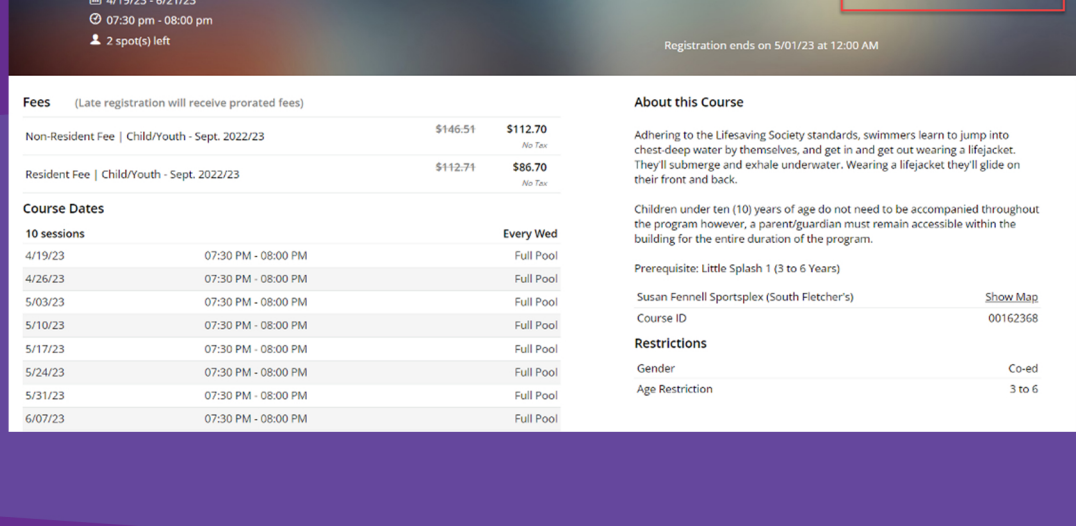 4/19/23 - 6/21/23
07:30 pm - 08:00 pm
2 spot(s) left
Registration ends on 5/01/23 at 12:00 AM
Fees (Late registration will receive prorated fees)
Non-Resident Fee | Child/Youth - Sept. 2022/23 $146.51 $112.70
No Tax
Resident Fee | Child/Youth - Sept. 2022/23 $112.71 $86.70
No Tax
Course Dates
10 sessions Every Wed
4/19/23 07:30 PM - 08:00 PM Full Pool
4/26/23 07:30 PM - 08:00 PM Full Pool
5/03/23 07:30 PM - 08:00 PM Full Pool
5/10/23 07:30 PM - 08:00 PM Full Pool
5/17/23 07:30 PM - 08:00 PM Full Pool
5/24/23 07:30 PM - 08:00 PM Full Pool
5/31/23 07:30 PM - 08:00 PM Full Pool
6/07/23 07:30 PM - 08:00 PM Full Pool
About this Course
Adhering to the Lifesaving Society standards, swimmers learn to jump into
chest-deep water by themselves, and get in and get out wearing a lifejacket.
They'll submerge and exhale underwater. Wearing a lifejacket they'll glide on
their front and back.
Children under ten (10) years of age do not need to be accompanied throughout
the program however, a parent/guardian must remain accessible within the
building for the entire duration of the program.
Prerequisite: Little Splash 1 (3 to 6 Years)
Susan Fennell Sportsplex (South Fletcher's) Show Map
Course ID 00162368
Restrictions
Gender Co-ed
Age Restriction 3 to 6